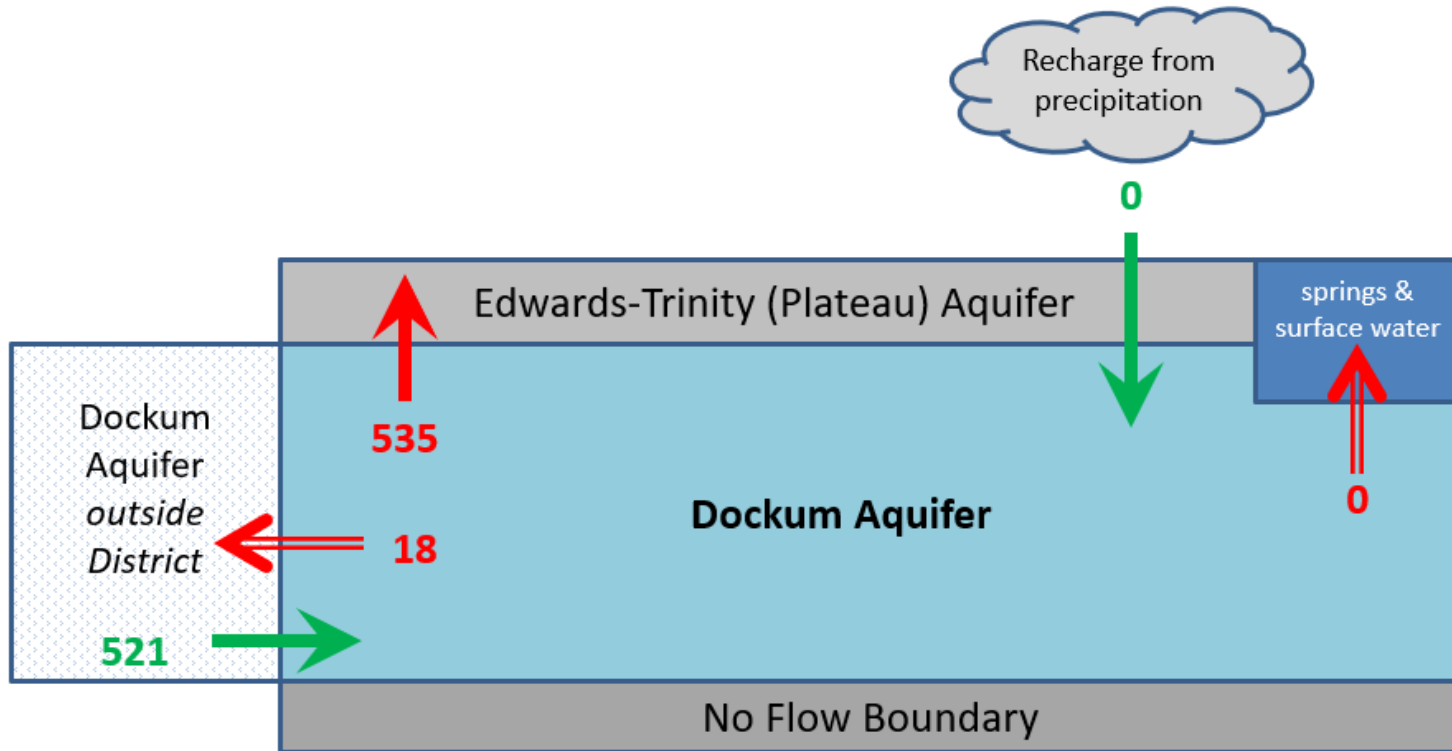 Recharge from
precipitation
0
Edwards-Trinity (Plateau) Aquifer
springs &
surface water
Dockum
Aquifer
outside
District
535
Dockum Aquifer
0
18
521
No Flow Boundary